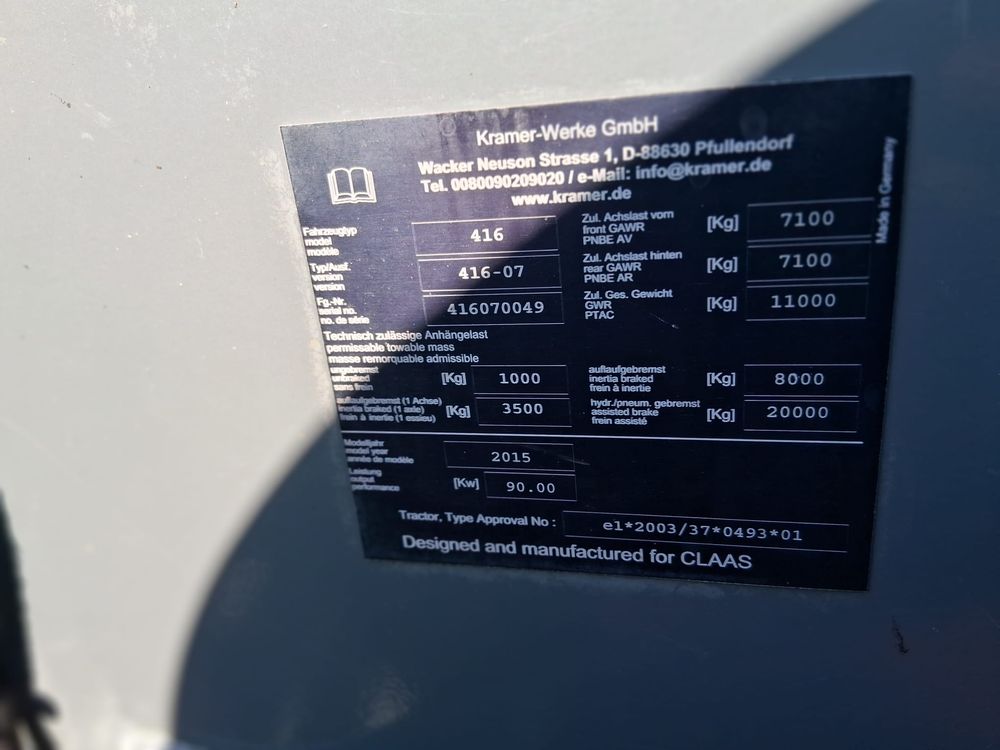 Kramer-Werke GmbH
Wacker Neuson Strasse 1, D-88630 Pfullendorf
Tel. 0080090209020 / e-Mail: info@kramer.de
www.kramer.de
Made in Germany
Fahrzeugtyp
model
modèle
416
Typ/Ausf.
version
version
416-07
Fg.-Nr.
serial no.
no. de série
416070049
Zul. Achslast vorn
front GAWR
PNBE AV
[Kg]
7100
Zul. Achslast hinten
rear GAWR
PNBE AR
[Kg]
7100
Zul. Ges. Gewicht
GWR
PTAC
[Kg]
11000
Technisch zulässige Anhängelast
permissable towable mass
masse remorquable admissible
ungebremst
unbraked
sans frein
[Kg]
1000
auflaufgebremst (1 Achse)
inertia braked (1 axle)
frein à inertie (1 essieu)
[Kg]
3500
auflaufgebremst
inertia braked
frein à inertie
[Kg]
8000
hydr./pneum. gebremst
assisted brake
frein assisté
[Kg]
20000
Modelljahr
model year
année de modèle
2015
Leistung
output
performance
[Kw]
90.00
Tractor, Type Approval No :
e1*2003/37*0493*01
Designed and manufactured for CLAAS